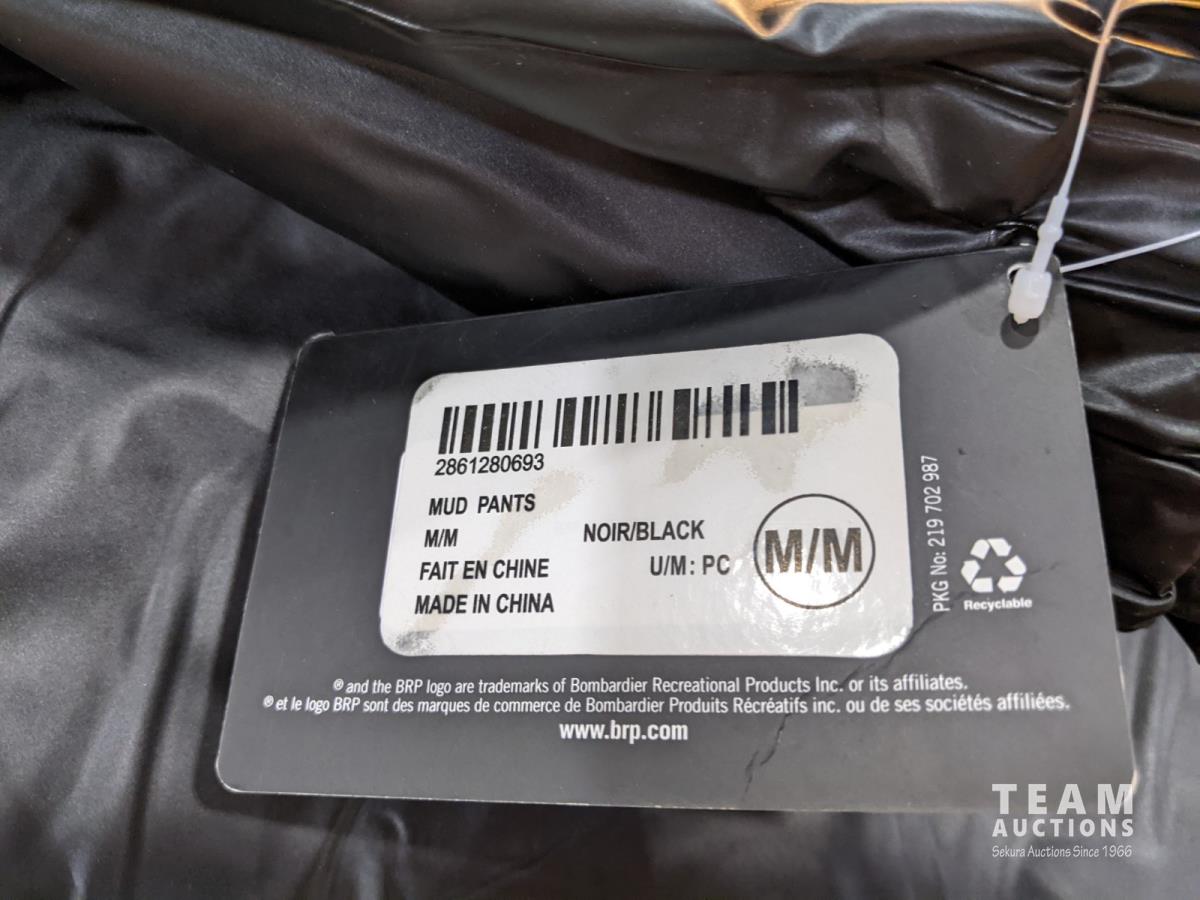 2861280693
MUD PANTS
M/M
NOIR/BLACK
FAIT EN CHINE
U/M: PC
M/M
MADE IN CHINA
PKG No: 219 702 987
Recyclable
® and the BRP logo are trademarks of Bombardier Recreational Products Inc. or its affiliates.
® et le logo BRP sont des marques de commerce de Bombardier Produits Récréatifs inc. ou de ses sociétés affiliées.
www.brp.com
TEAM
AUCTIONS
Sekura Auctions Since 1966